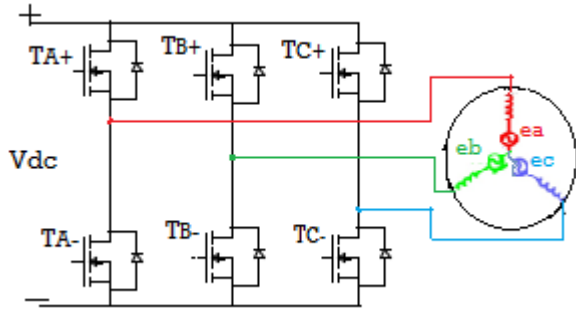 +
TA+
TB+
TC+
Vdc
ea
eb
ec
TA-
TB-
TC-
−